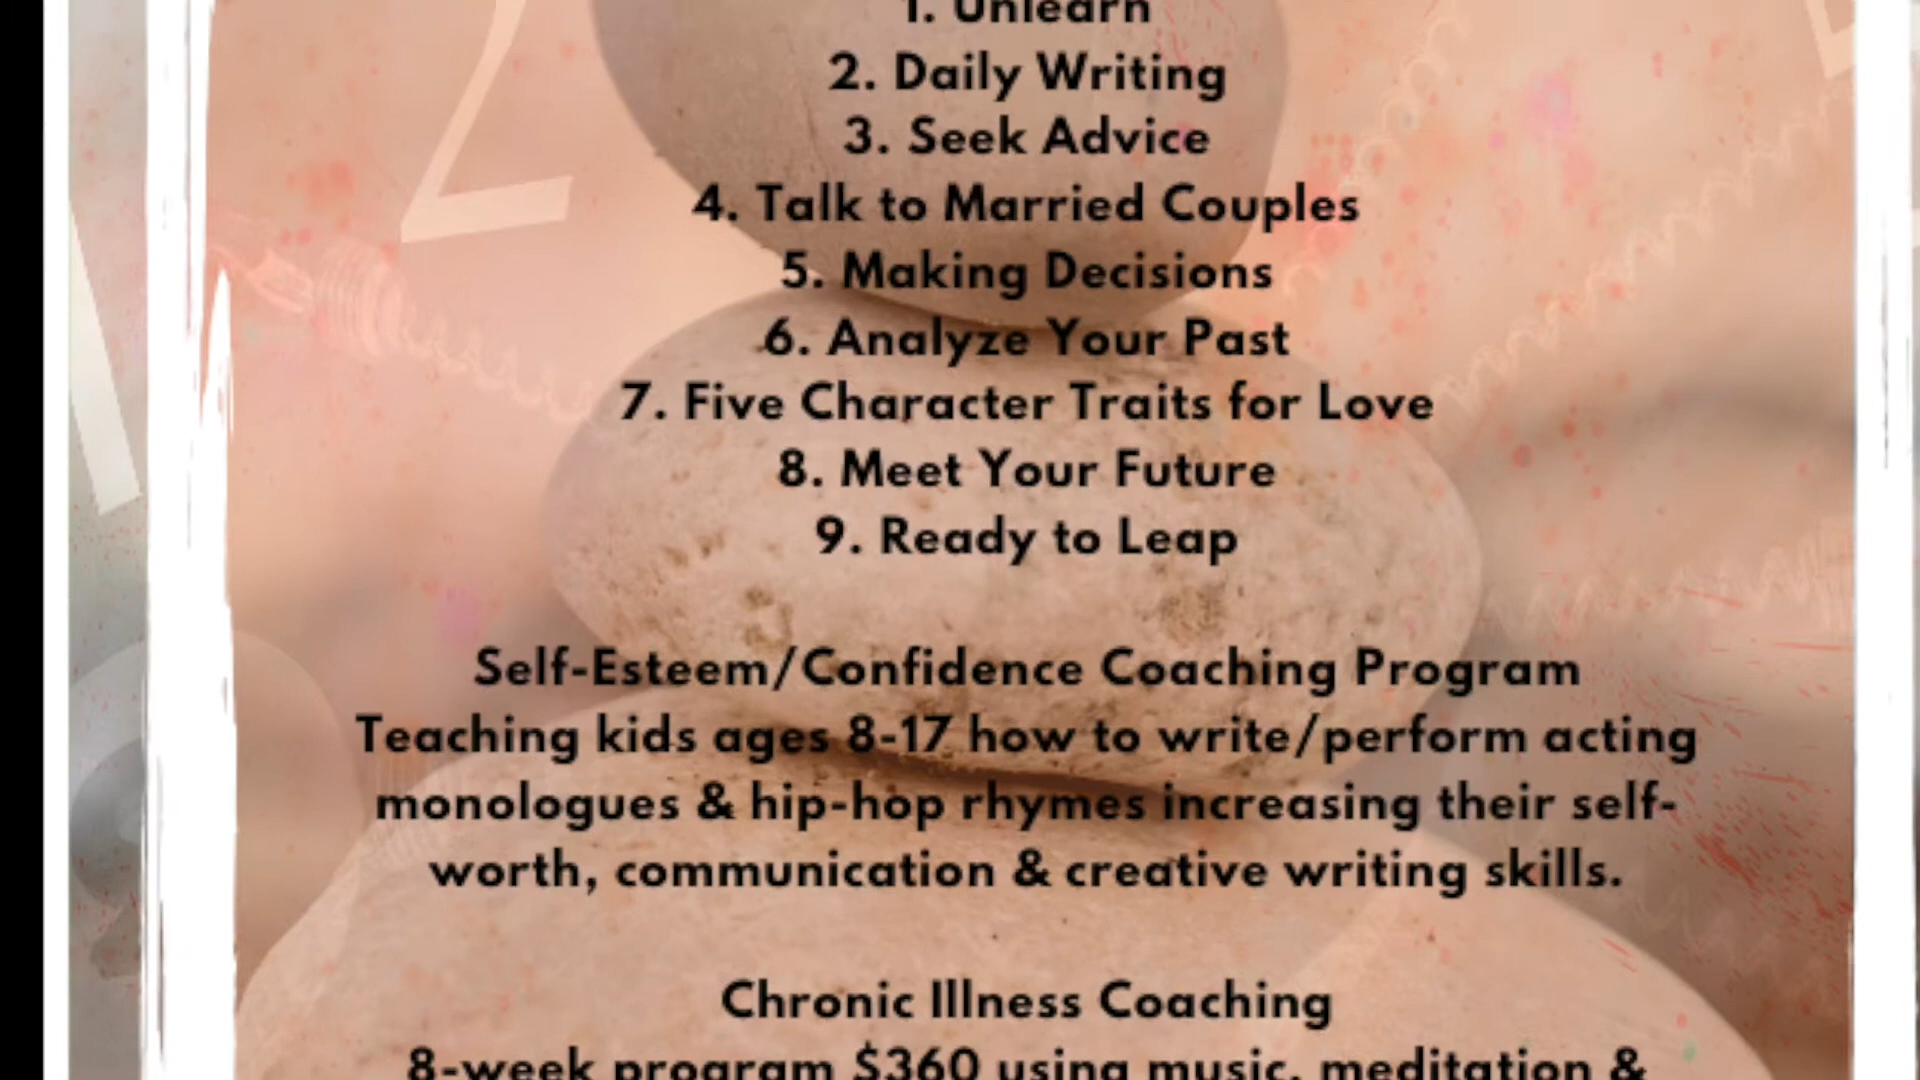 1. Unlearn
2. Daily Writing
3. Seek Advice
4. Talk to Married Couples
5. Making Decisions
6. Analyze Your Past
7. Five Character Traits for Love
8. Meet Your Future
9. Ready to Leap
Self-Esteem/Confidence Coaching Program
Teaching kids ages 8-17 how to write/perform acting
monologues & hip-hop rhymes increasing their self-
worth, communication & creative writing skills.
Chronic Illness Coaching
8-week program $360 using music, meditation &